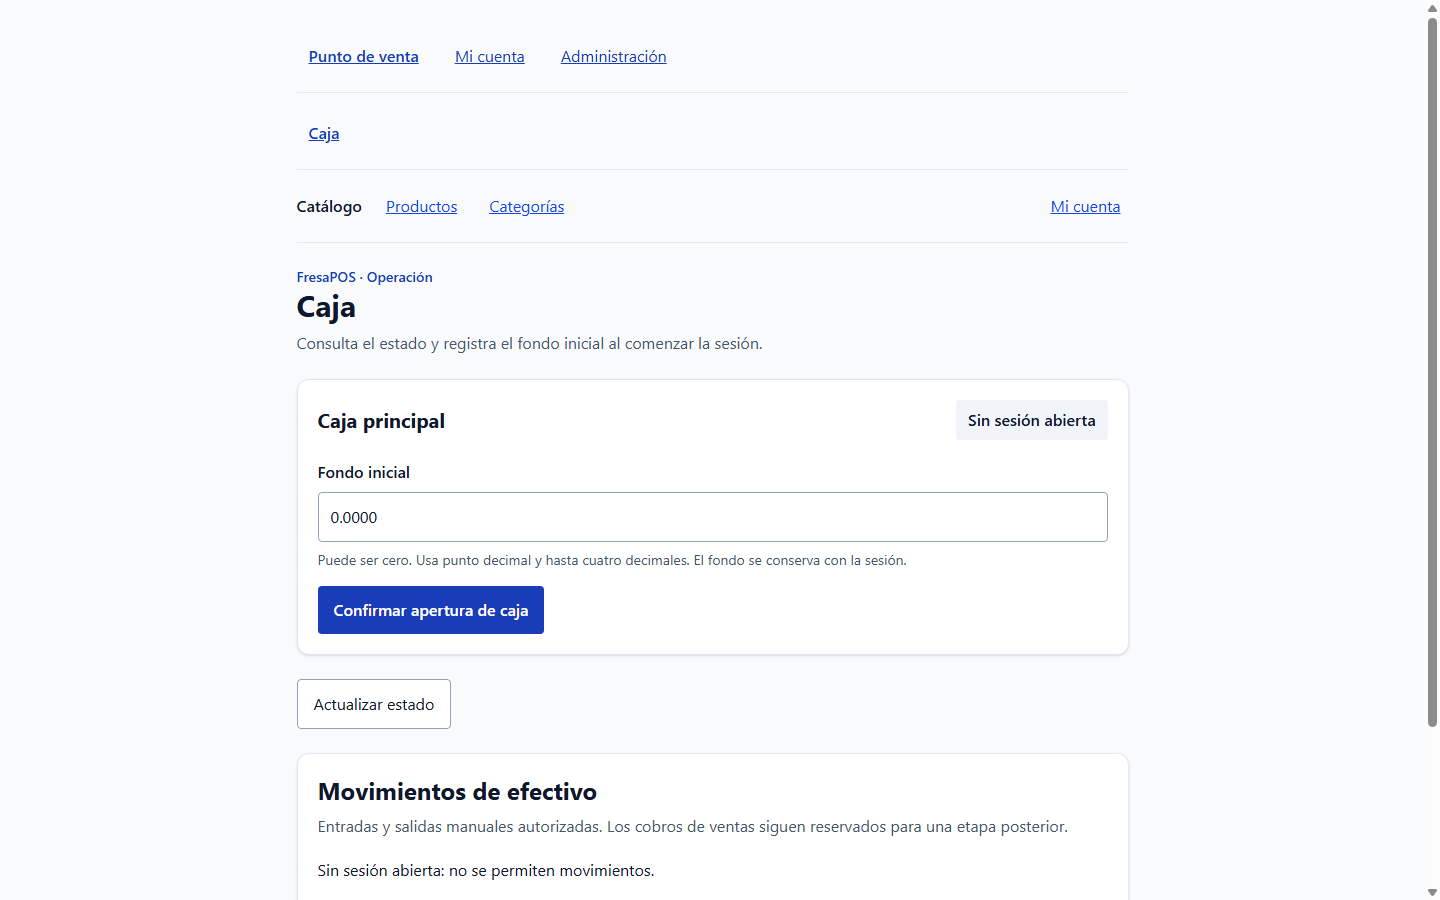 Punto de venta Mi cuenta Administración
Caja
Catálogo Productos Categorías Mi cuenta
FresaPOS · Operación
Caja
Consulta el estado y registra el fondo inicial al comenzar la sesión.
Caja principal Sin sesión abierta
Fondo inicial
0.0000
Puede ser cero. Usa punto decimal y hasta cuatro decimales. El fondo se conserva con la sesión.
Confirmar apertura de caja
Actualizar estado
Movimientos de efectivo
Entradas y salidas manuales autorizadas. Los cobros de ventas siguen reservados para una etapa posterior.
Sin sesión abierta: no se permiten movimientos.